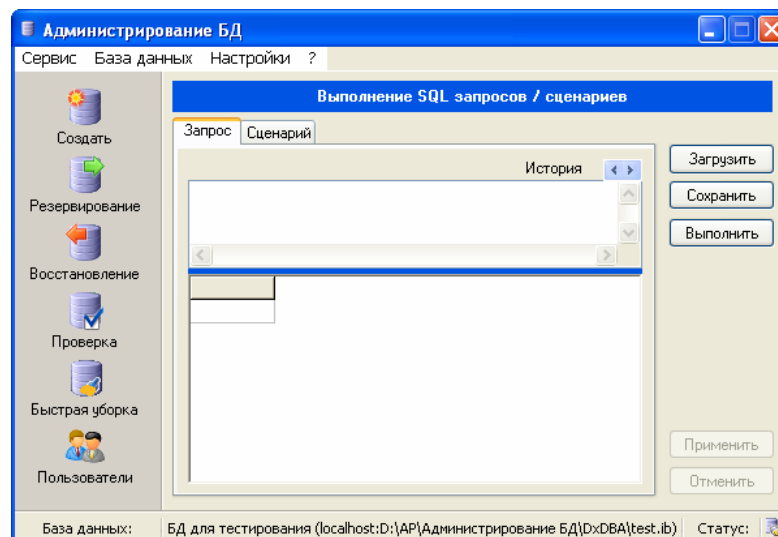 Администрирование БД
Сервис База данных Настройки ?
Выполнение SQL запросов / сценариев
Создать
Резервирование
Восстановление
Проверка
Быстрая уборка
Пользователи
Запрос Сценарий
История
Загрузить
Сохранить
Выполнить
Применить
Отменить
База данных: БД для тестирования (localhost:D:\AP\Администрирование БД\DxDBA\test.ib) Статус: